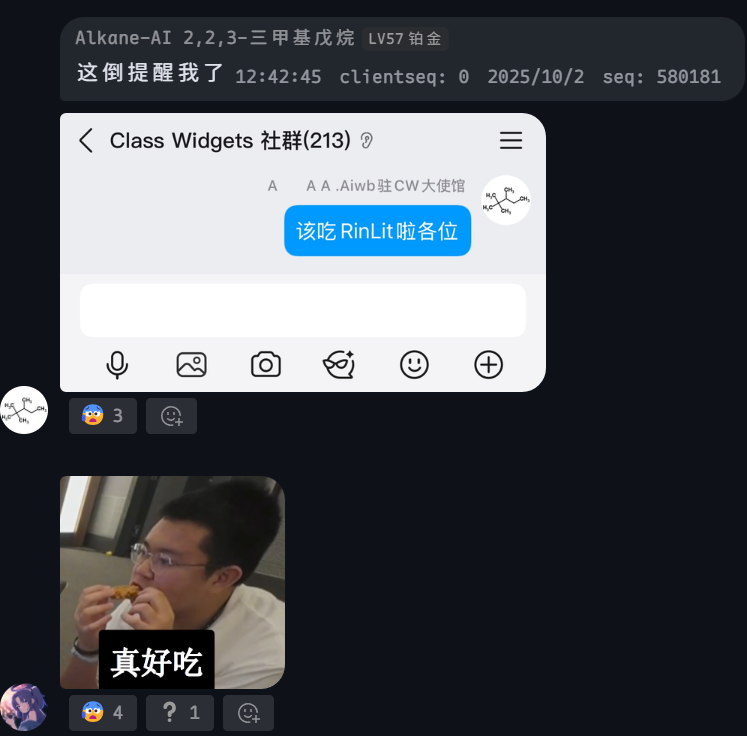 Alkane-AI 2,2,3-三甲基戊烷 LV57 铂金
这倒提醒我了 12:42:45 clientseq: 0 2025/10/2 seq: 580181
Class Widgets 社群(213)
A A A .Aiwb驻CW大使馆
该吃RinLit啦各位
3
真好吃
4 ? 1